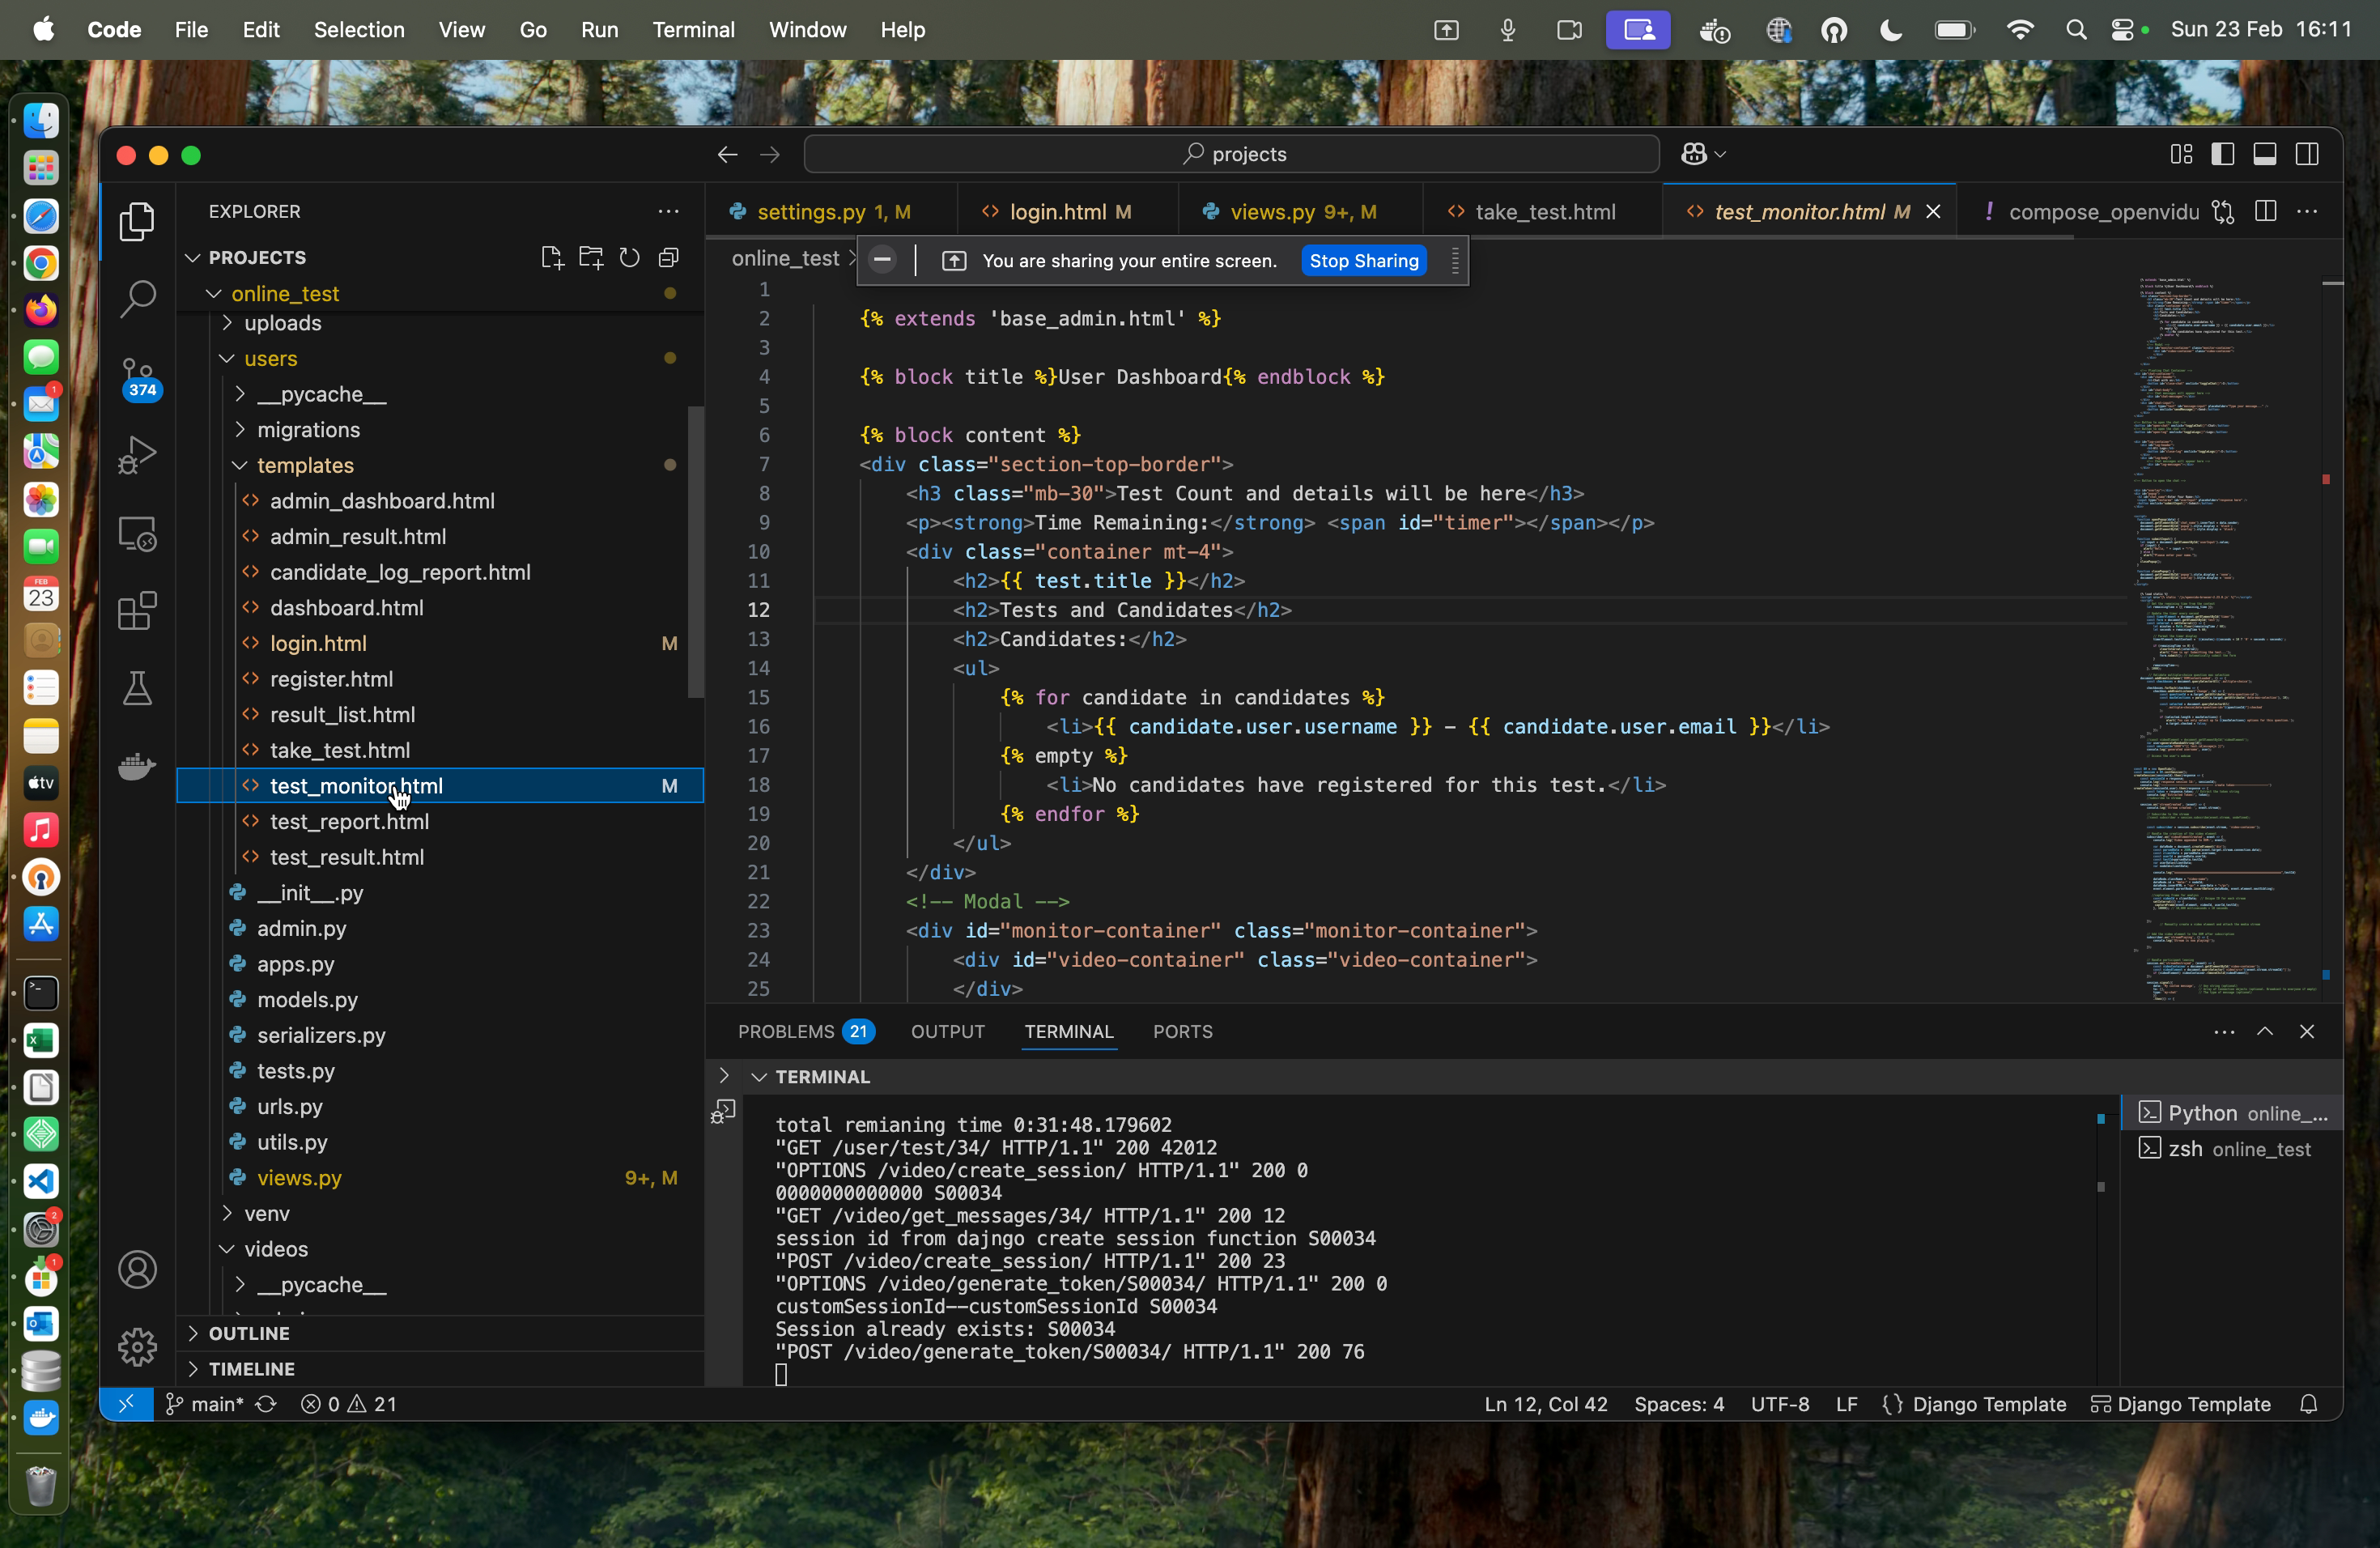 Code File Edit Selection View Go Run Terminal Window Help Sun 23 Feb 16:11
projects
EXPLORER
settings.py 1, M login.html M views.py 9+, M take_test.html test_monitor.html M compose_openvidu
PROJECTS
online_test
You are sharing your entire screen. Stop Sharing
online_test
uploads
users
__pycache__
migrations
templates
admin_dashboard.html
admin_result.html
candidate_log_report.html
dashboard.html
login.html M
register.html
result_list.html
take_test.html
test_monitor.html M
test_report.html
test_result.html
__init__.py
admin.py
apps.py
models.py
serializers.py
tests.py
urls.py
utils.py
views.py 9+, M
venv
videos
__pycache__
OUTLINE
TIMELINE
374
FEB
23
tv
1
2
1
1
2 {% extends 'base_admin.html' %}
3
4 {% block title %}User Dashboard{% endblock %}
5
6 {% block content %}
7 <div class="section-top-border">
8 <h3 class="mb-30">Test Count and details will be here</h3>
9 <p><strong>Time Remaining:</strong> <span id="timer"></span></p>
10 <div class="container mt-4">
11 <h2>{{ test.title }}</h2>
12 <h2>Tests and Candidates</h2>
13 <h2>Candidates:</h2>
14 <ul>
15 {% for candidate in candidates %}
16 <li>{{ candidate.user.username }} - {{ candidate.user.email }}</li>
17 {% empty %}
18 <li>No candidates have registered for this test.</li>
19 {% endfor %}
20 </ul>
21 </div>
22 <!-- Modal -->
23 <div id="monitor-container" class="monitor-container">
24 <div id="video-container" class="video-container">
25 </div>
PROBLEMS 21 OUTPUT TERMINAL PORTS
TERMINAL
total remianing time 0:31:48.179602
"GET /user/test/34/ HTTP/1.1" 200 42012
"OPTIONS /video/create_session/ HTTP/1.1" 200 0
0000000000000 S00034
"GET /video/get_messages/34/ HTTP/1.1" 200 12
session id from dajngo create session function S00034
"POST /video/create_session/ HTTP/1.1" 200 23
"OPTIONS /video/generate_token/S00034/ HTTP/1.1" 200 0
customSessionId--customSessionId S00034
Session already exists: S00034
"POST /video/generate_token/S00034/ HTTP/1.1" 200 76
Python online_...
zsh online_test
main* 0 21 Ln 12, Col 42 Spaces: 4 UTF-8 LF {} Django Template Django Template